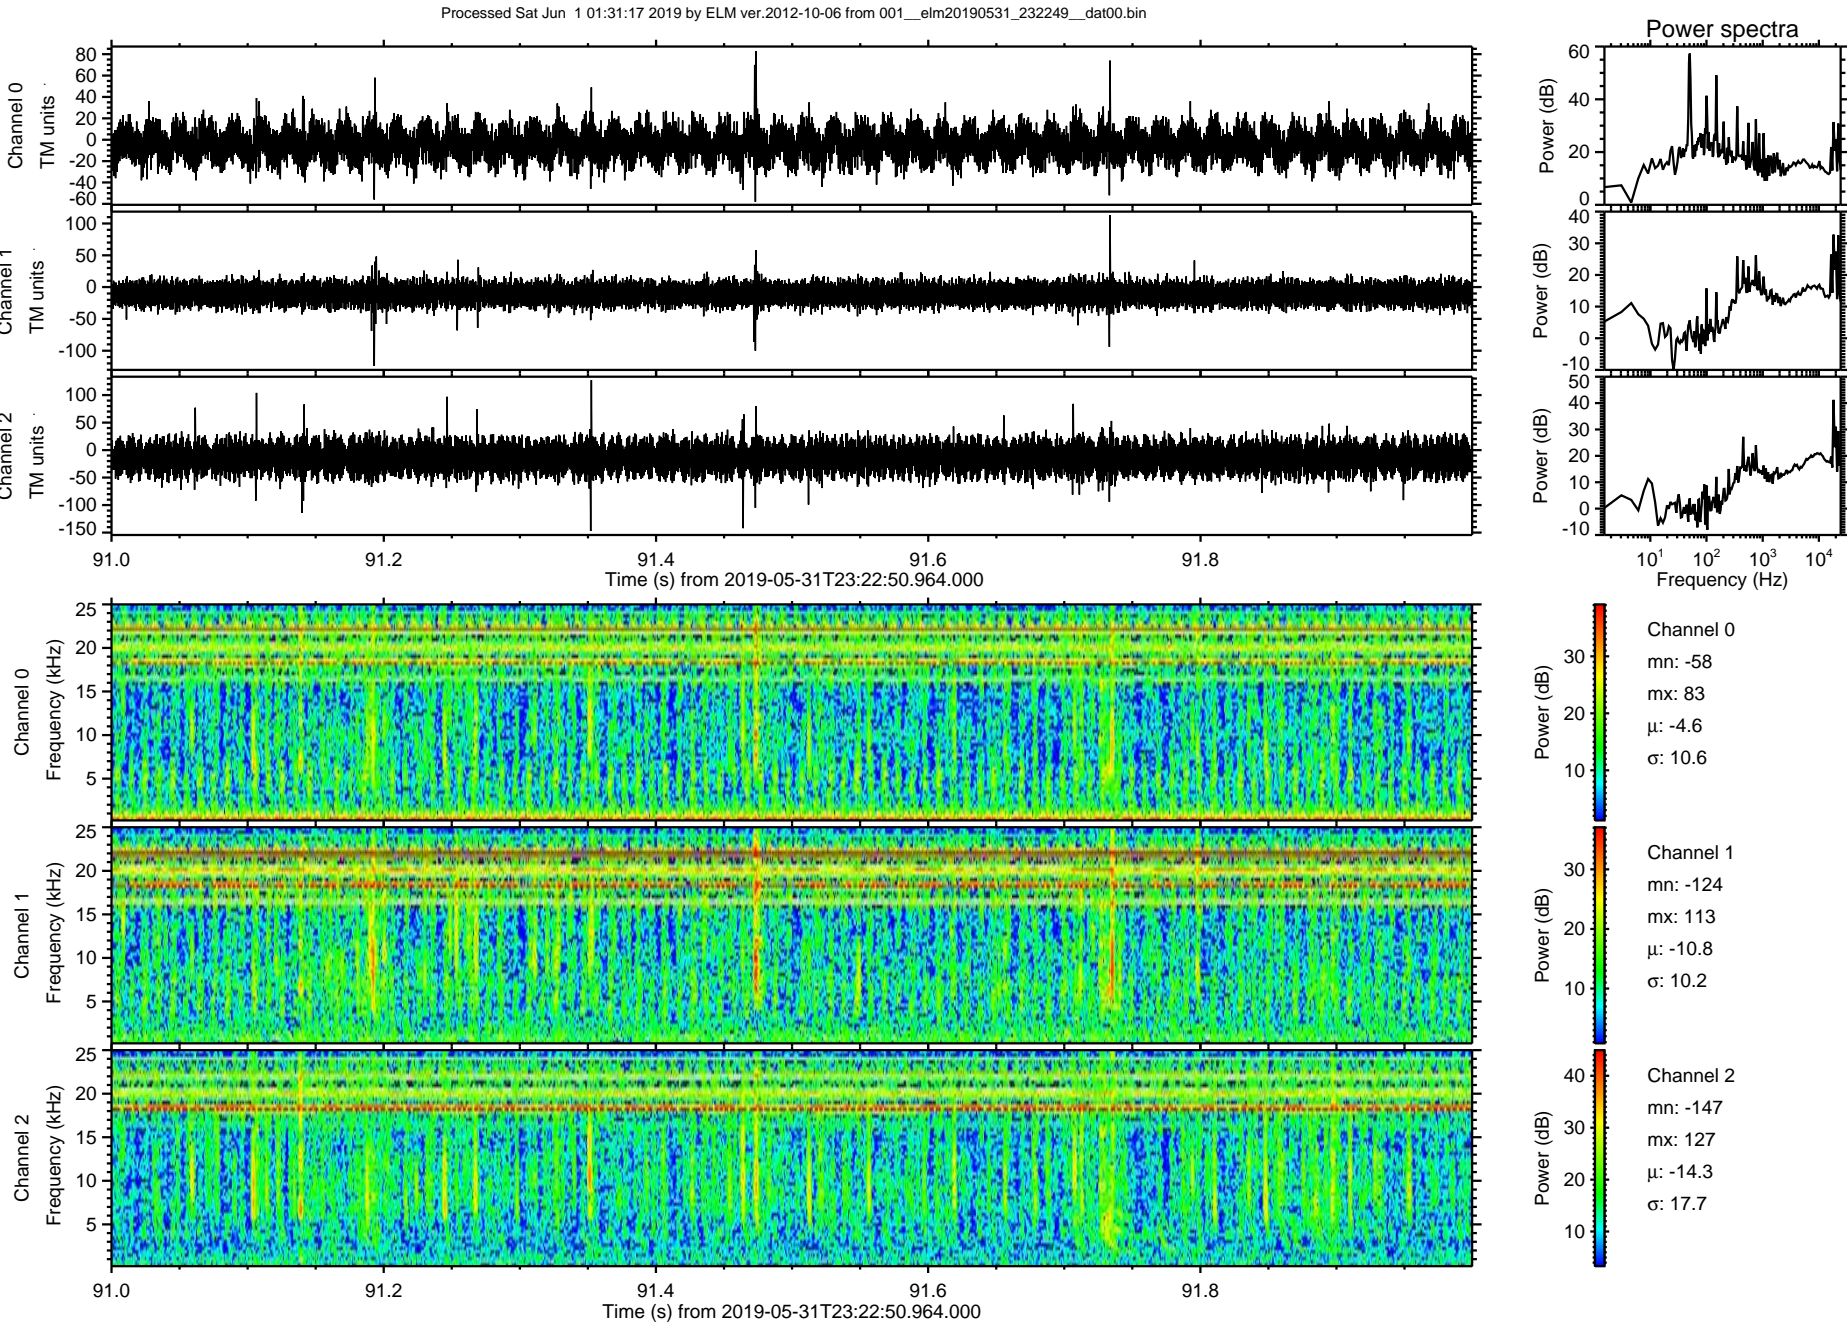 Processed Sat Jun  1 01:31:17 2019 by ELM ver.2012-10-06 from 001__elm20190531_232249__dat00.bin
Power spectra
Channel 0
TM units
80
60
40
20
0
-20
-40
-60
Power (dB)
60
40
20
0
Channel 1
TM units
100
50
0
-50
-100
Power (dB)
40
30
20
10
0
-10
Channel 2
TM units
100
50
0
-50
-100
-150
Power (dB)
50
40
30
20
10
0
-10
91.0 91.2 91.4 91.6 91.8
Time (s) from 2019-05-31T23:22:50.964.000
10^1 10^2 10^3 10^4
Frequency (Hz)
Channel 0
Frequency (kHz)
25
20
15
10
5
Power (dB)
30
20
10
Channel 0
mn: -58
mx: 83
μ: -4.6
σ: 10.6
Channel 1
Frequency (kHz)
25
20
15
10
5
Power (dB)
30
20
10
Channel 1
mn: -124
mx: 113
μ: -10.8
σ: 10.2
Channel 2
Frequency (kHz)
25
20
15
10
5
Power (dB)
40
30
20
10
Channel 2
mn: -147
mx: 127
μ: -14.3
σ: 17.7
91.0 91.2 91.4 91.6 91.8
Time (s) from 2019-05-31T23:22:50.964.000